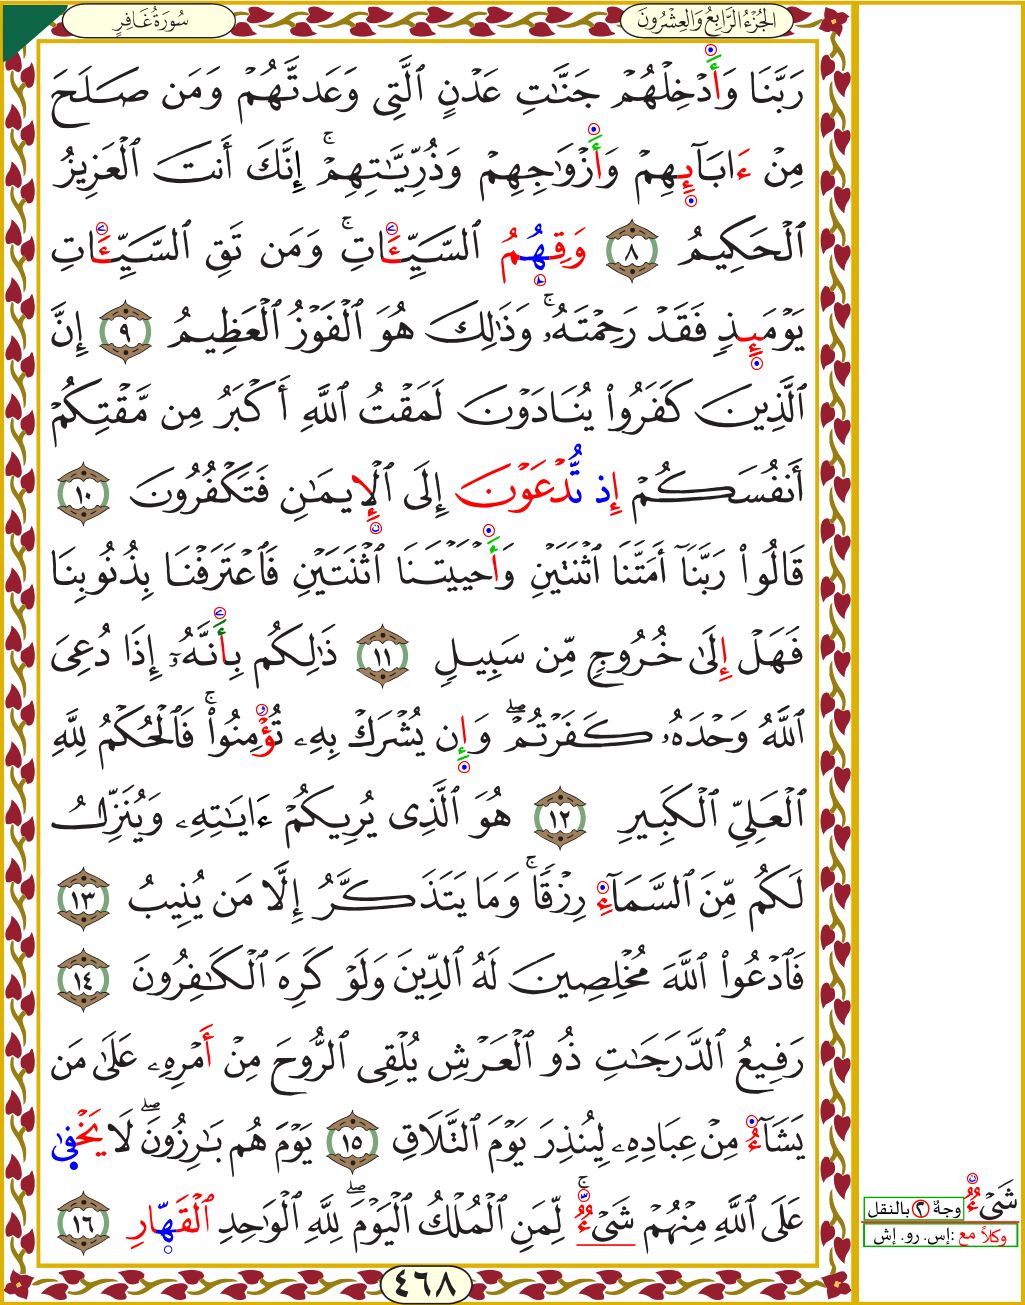 سُورَةُ غَافِرٍ
الجُزْءُ الرَّابِعُ وَالعِشْرُونَ
رَبَّنَا وَأَدْخِلْهُمْ جَنَّٰتِ عَدْنٍ ٱلَّتِى وَعَدتَّهُمْ وَمَن صَلَحَ
مِنْ ءَابَآئِهِمْ وَأَزْوَٰجِهِمْ وَذُرِّيَّٰتِهِمْۚ إِنَّكَ أَنتَ ٱلْعَزِيزُ
ٱلْحَكِيمُ ٨ وَقِهُمُ ٱلسَّيِّـَٔاتِۚ وَمَن تَقِ ٱلسَّيِّـَٔاتِ
يَوْمَئِذٍ فَقَدْ رَحِمْتَهُۥۚ وَذَٰلِكَ هُوَ ٱلْفَوْزُ ٱلْعَظِيمُ ٩ إِنَّ
ٱلَّذِينَ كَفَرُوا۟ يُنَادَوْنَ لَمَقْتُ ٱللَّهِ أَكْبَرُ مِن مَّقْتِكُمْ
أَنفُسَكُمْ إِذ تُّدْعَوْنَ إِلَى ٱلْإِيمَٰنِ فَتَكْفُرُونَ ١٠
قَالُوا۟ رَبَّنَآ أَمَتَّنَا ٱثْنَتَيْنِ وَأَحْيَيْتَنَا ٱثْنَتَيْنِ فَٱعْتَرَفْنَا بِذُنُوبِنَا
فَهَلْ إِلَىٰ خُرُوجٍ مِّن سَبِيلٍ ١١ ذَٰلِكُم بِأَنَّهُۥٓ إِذَا دُعِىَ
ٱللَّهُ وَحْدَهُۥ كَفَرْتُمْۖ وَإِن يُشْرَكْ بِهِۦ تُؤْمِنُوا۟ۚ فَٱلْحُكْمُ لِلَّهِ
ٱلْعَلِىِّ ٱلْكَبِيرِ ١٢ هُوَ ٱلَّذِى يُرِيكُمْ ءَايَٰتِهِۦ وَيُنَزِّلُ
لَكُم مِّنَ ٱلسَّمَآءِ رِزْقًاۚ وَمَا يَتَذَكَّرُ إِلَّا مَن يُنِيبُ ١٣
فَٱدْعُوا۟ ٱللَّهَ مُخْلِصِينَ لَهُ ٱلدِّينَ وَلَوْ كَرِهَ ٱلْكَٰفِرُونَ ١٤
رَفِيعُ ٱلدَّرَجَٰتِ ذُو ٱلْعَرْشِ يُلْقِى ٱلرُّوحَ مِنْ أَمْرِهِۦ عَلَىٰ مَن
يَشَآءُ مِنْ عِبَادِهِۦ لِيُنذِرَ يَوْمَ ٱلتَّلَاقِ ١٥ يَوْمَ هُم بَٰرِزُونَۖ لَا يَخْفَىٰ
عَلَى ٱللَّهِ مِنْهُمْ شَىْءٌۚ لِّمَنِ ٱلْمُلْكُ ٱلْيَوْمَۖ لِلَّهِ ٱلْوَٰحِدِ ٱلْقَهَّارِ ١٦
شَىْءٌ وجهٌ ٢ بالنقل
وكلاً مع : إس. رو. إش
٤٦٨